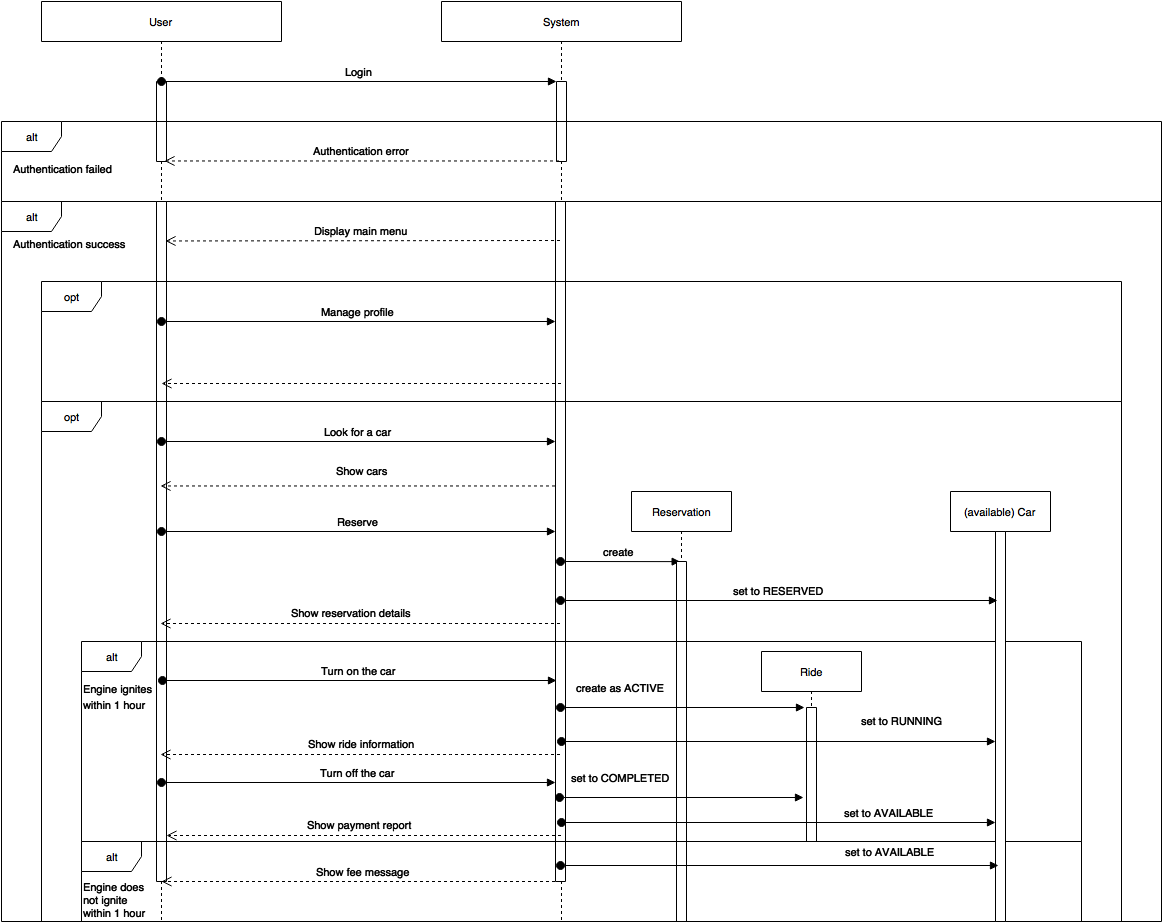 User
System
Login
alt
Authentication error
Authentication failed
alt
Display main menu
Authentication success
opt
Manage profile
opt
Look for a car
Show cars
Reservation
(available) Car
Reserve
create
set to RESERVED
Show reservation details
alt
Turn on the car
Ride
Engine ignites
within 1 hour
create as ACTIVE
set to RUNNING
Show ride information
Turn off the car
set to COMPLETED
set to AVAILABLE
Show payment report
alt
set to AVAILABLE
Show fee message
Engine does
not ignite
within 1 hour